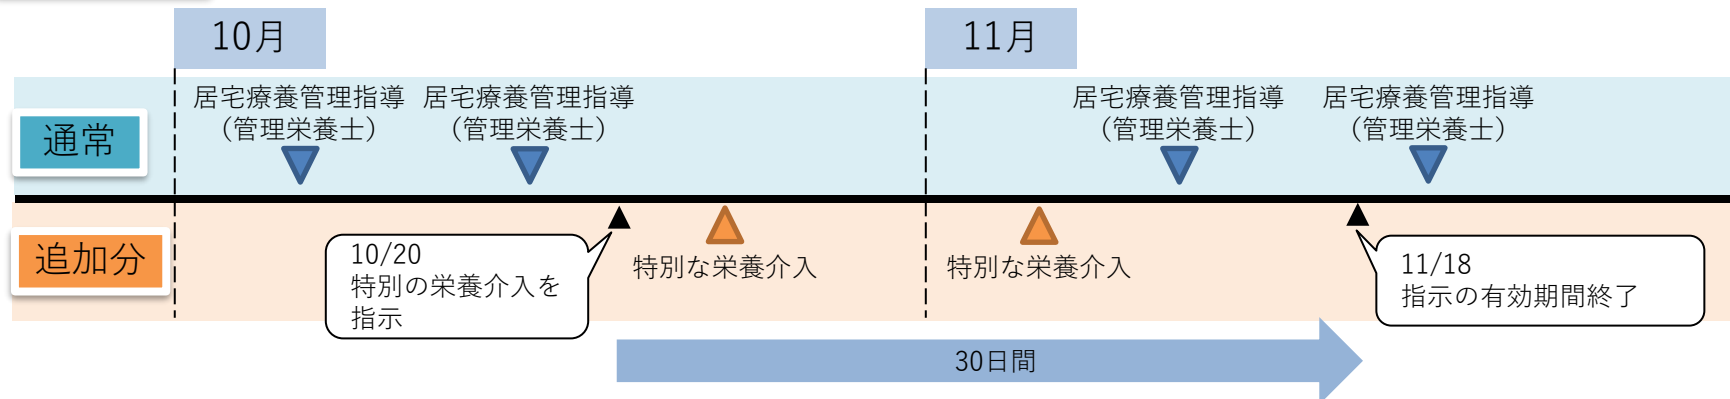 10月
11月
通常
居宅療養管理指導
(管理栄養士)
居宅療養管理指導
(管理栄養士)
居宅療養管理指導
(管理栄養士)
居宅療養管理指導
(管理栄養士)
追加分
10/20
特別の栄養介入を
指示
特別な栄養介入
特別な栄養介入
11/18
指示の有効期間終了
30日間